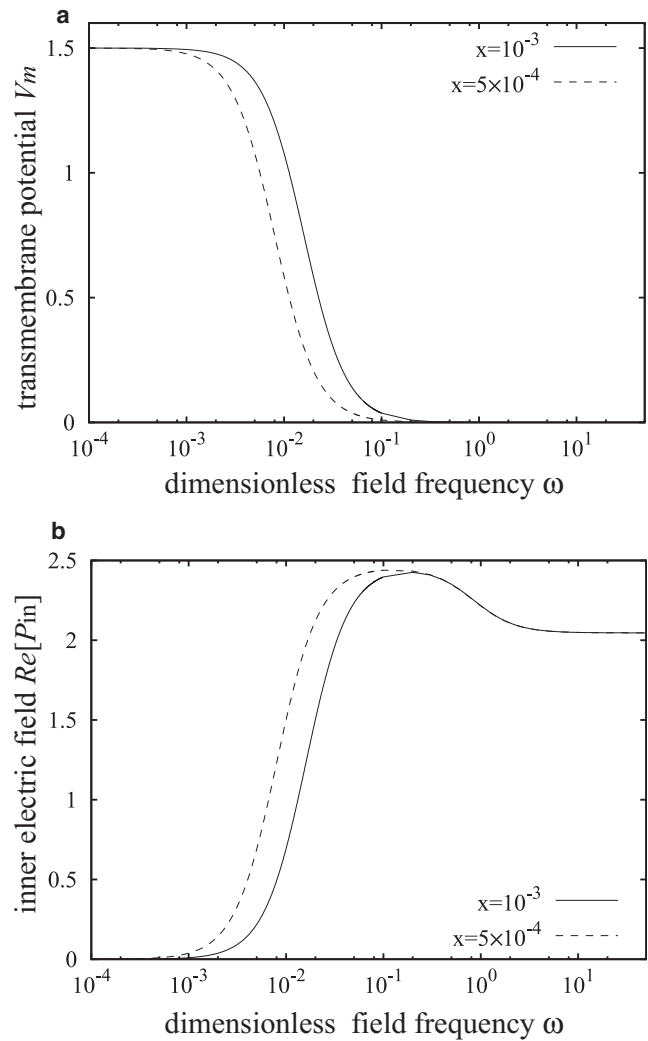 a
transmembrane potential Vm
1.5
1
0.5
0
x=10⁻³
x=5×10⁻⁴
10⁻⁴ 10⁻³ 10⁻² 10⁻¹ 10⁰ 10¹
dimensionless field frequency ω
b
inner electric field Re[Pin]
2.5
2
1.5
1
0.5
0
x=10⁻³
x=5×10⁻⁴
10⁻⁴ 10⁻³ 10⁻² 10⁻¹ 10⁰ 10¹
dimensionless field frequency ω